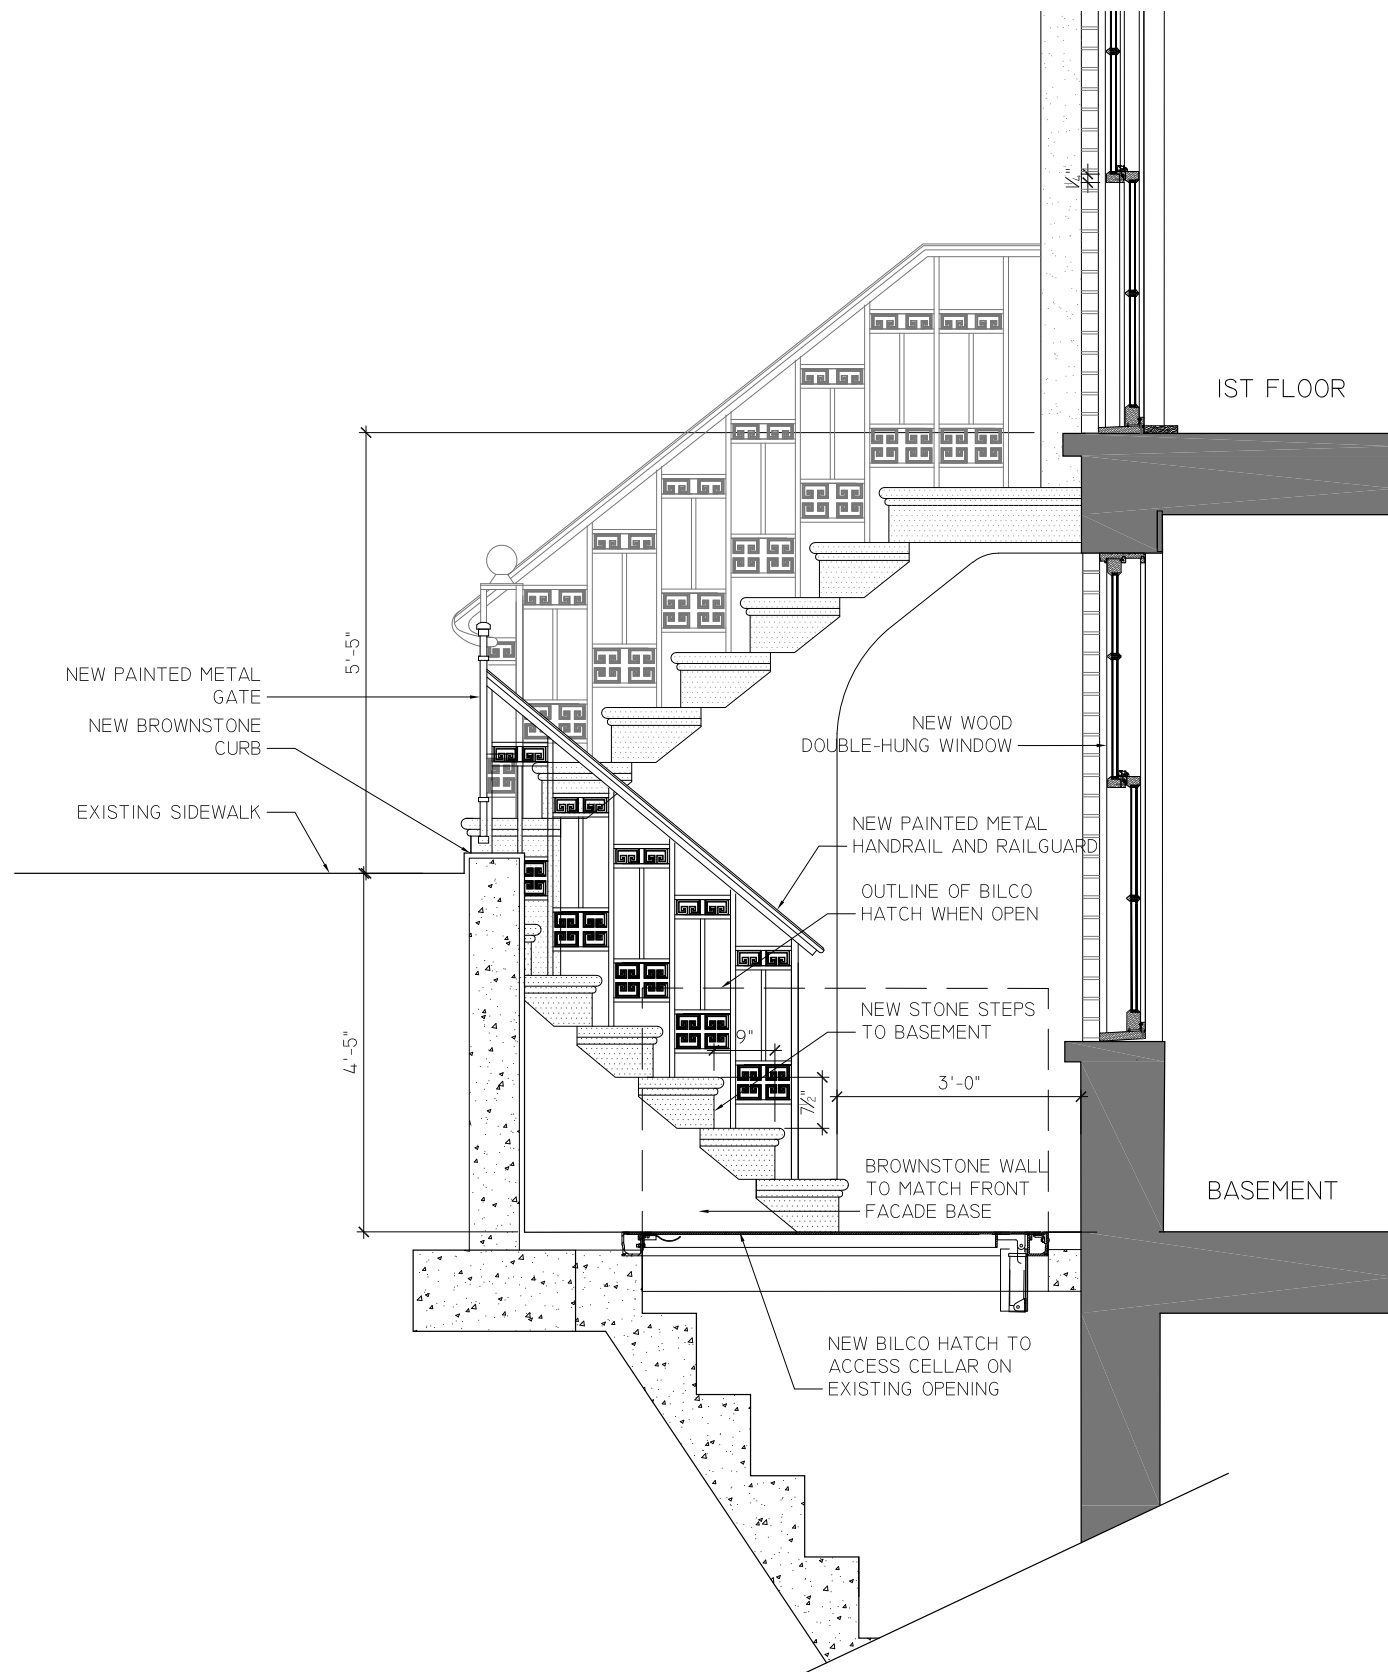 1/4"
IST FLOOR
5'-5"
NEW PAINTED METAL
GATE
NEW BROWNSTONE
CURB
EXISTING SIDEWALK
NEW WOOD
DOUBLE-HUNG WINDOW
NEW PAINTED METAL
HANDRAIL AND RAILGUARD
OUTLINE OF BILCO
HATCH WHEN OPEN
NEW STONE STEPS
TO BASEMENT
9"
4'-5"
3'-0"
7½"
BROWNSTONE WALL
TO MATCH FRONT
FACADE BASE
BASEMENT
NEW BILCO HATCH TO
ACCESS CELLAR ON
EXISTING OPENING